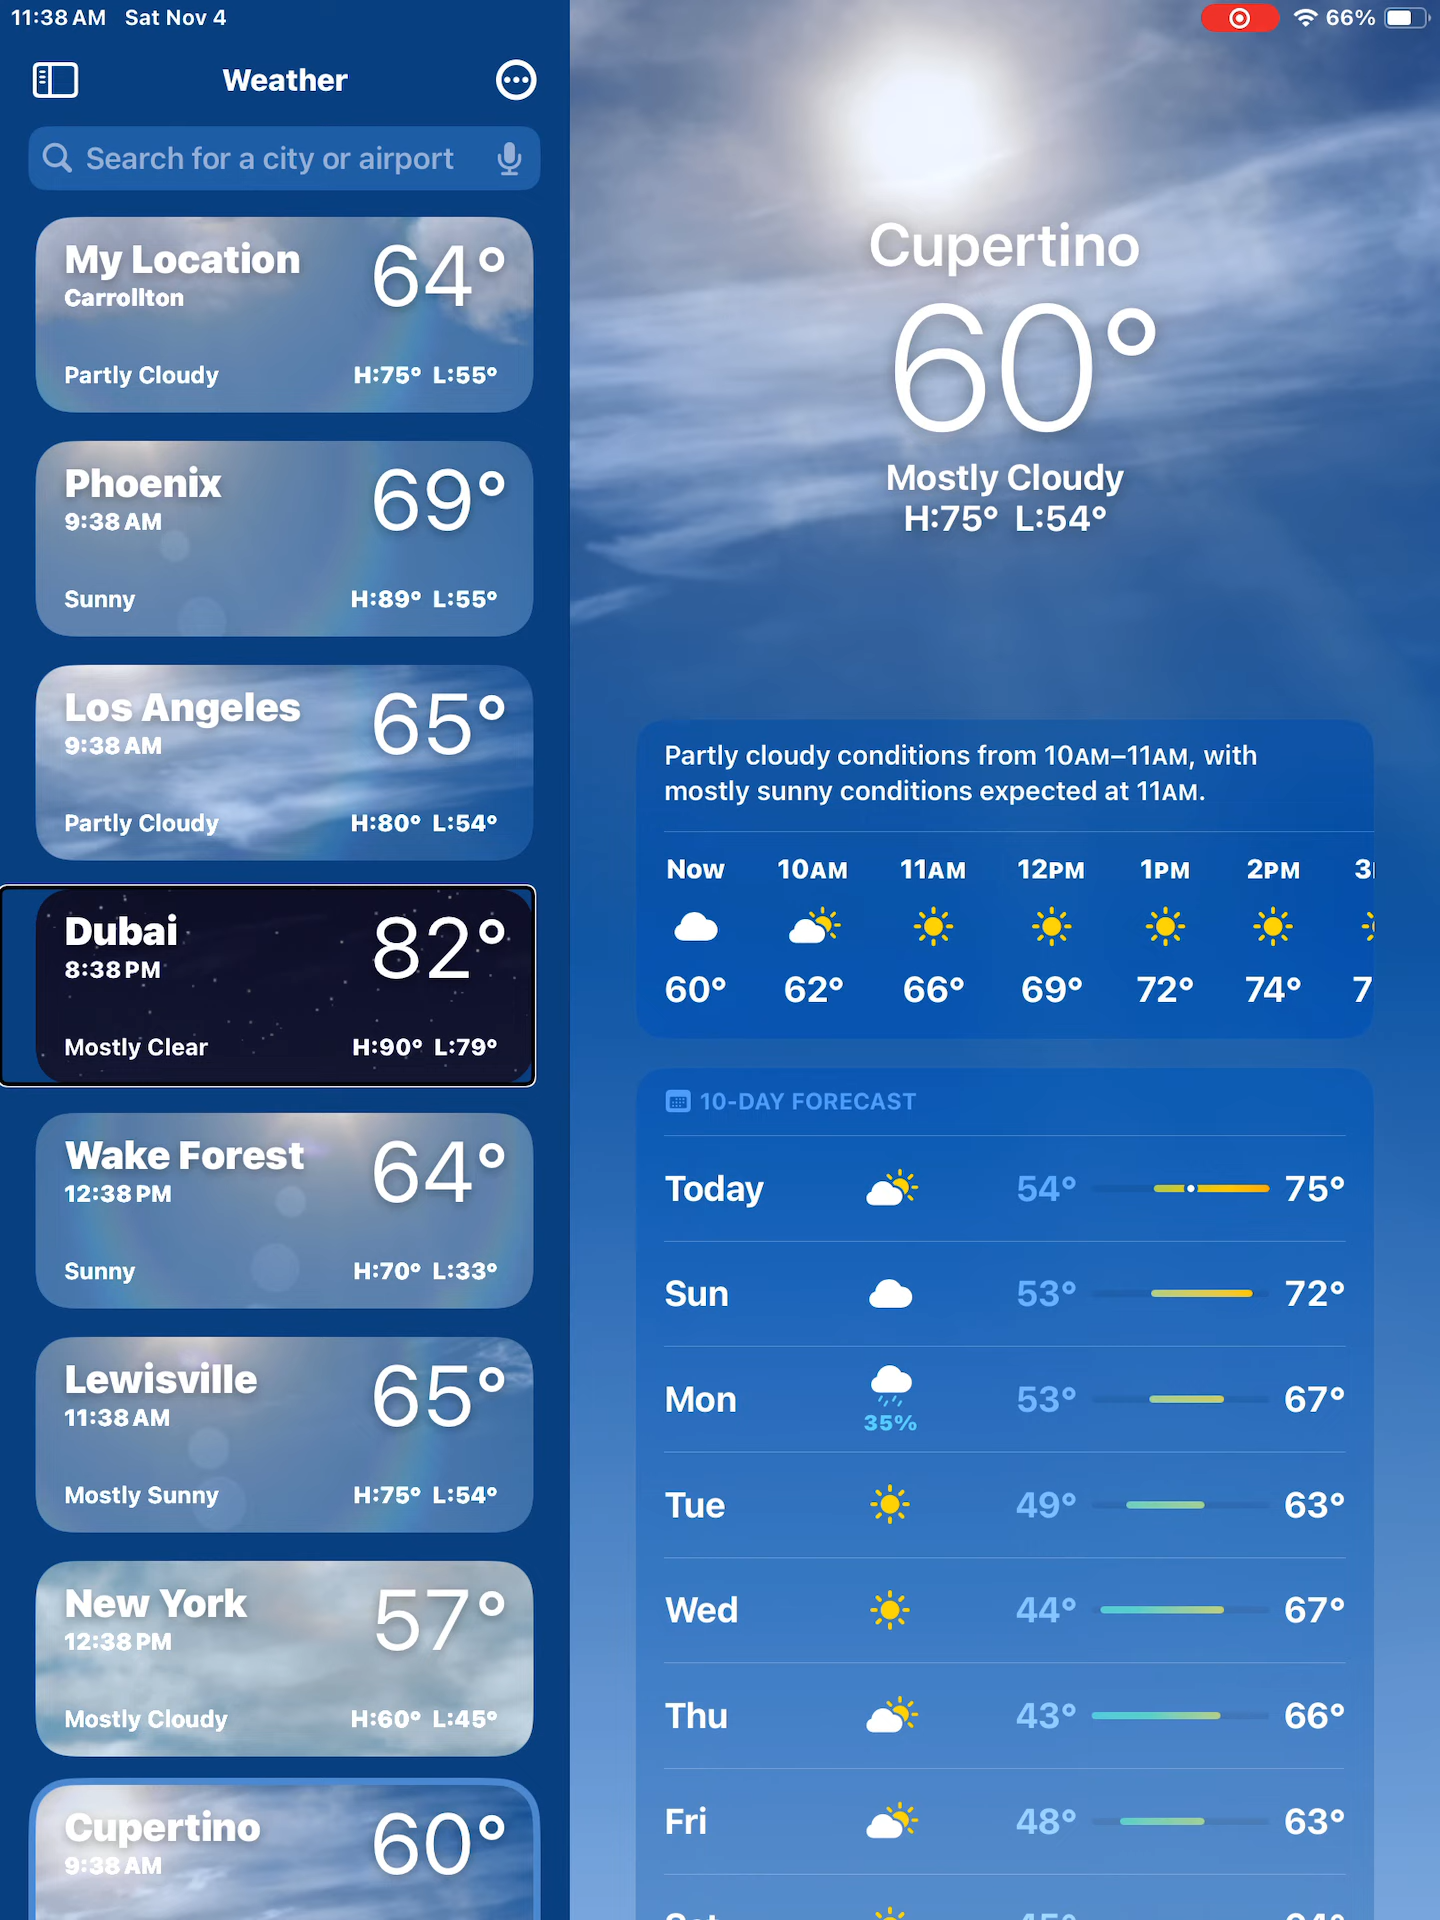 11:38 AM Sat Nov 4
66%
Weather
Search for a city or airport
My Location
Carrollton
64°
Partly Cloudy
H:75° L:55°
Phoenix
9:38 AM
69°
Sunny
H:89° L:55°
Los Angeles
9:38 AM
65°
Partly Cloudy
H:80° L:54°
Dubai
8:38 PM
82°
Mostly Clear
H:90° L:79°
Wake Forest
12:38 PM
64°
Sunny
H:70° L:33°
Lewisville
11:38 AM
65°
Mostly Sunny
H:75° L:54°
New York
12:38 PM
57°
Mostly Cloudy
H:60° L:45°
Cupertino
9:38 AM
60°
Cupertino
60°
Mostly Cloudy
H:75° L:54°
Partly cloudy conditions from 10AM–11AM, with
mostly sunny conditions expected at 11AM.
Now 10AM 11AM 12PM 1PM 2PM
60° 62° 66° 69° 72° 74°
10-DAY FORECAST
Today 54° 75°
Sun 53° 72°
Mon 35% 53° 67°
Tue 49° 63°
Wed 44° 67°
Thu 43° 66°
Fri 48° 63°